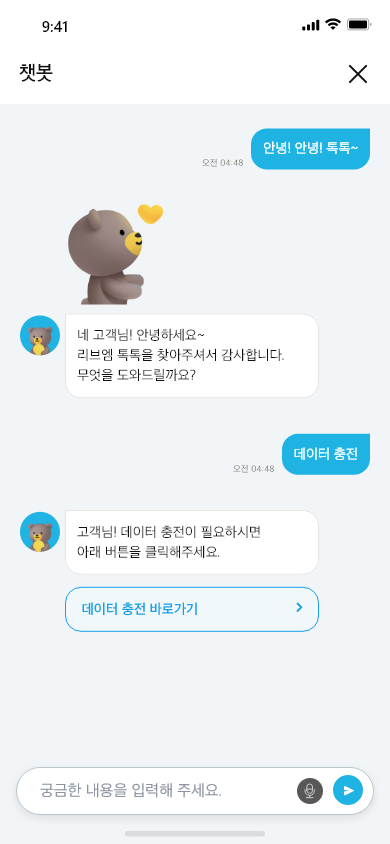 9:41
챗봇
안녕! 안녕! 톡톡~
오전 04:48
네 고객님! 안녕하세요~
리브엠 톡톡을 찾아주셔서 감사합니다.
무엇을 도와드릴까요?
데이터 충전
오전 04:48
고객님! 데이터 충전이 필요하시면
아래 버튼을 클릭해주세요.
데이터 충전 바로가기
궁금한 내용을 입력해 주세요.